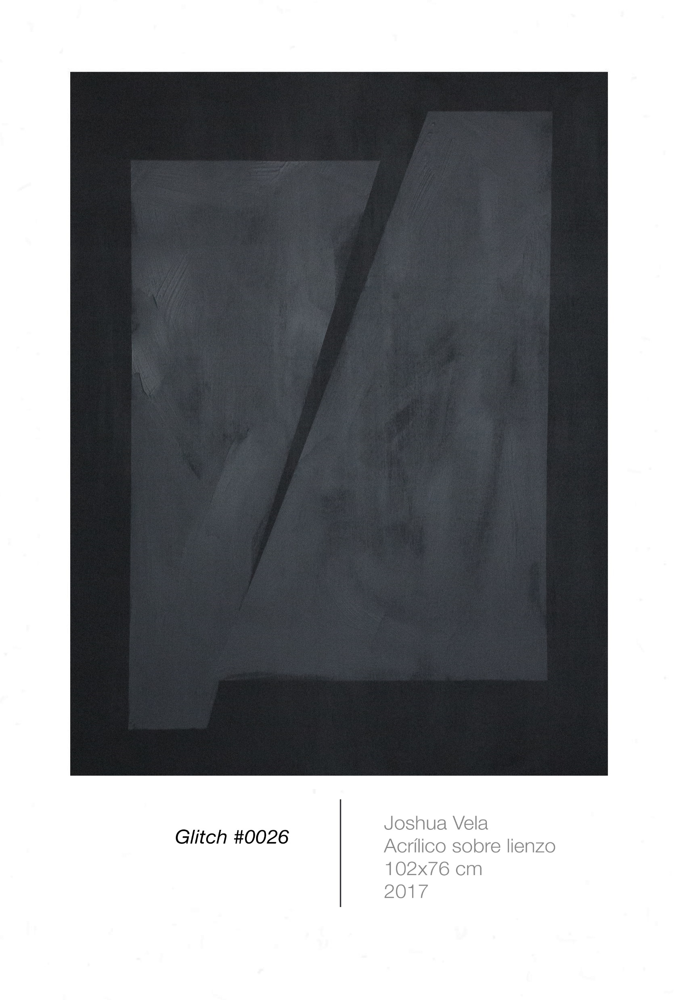 Glitch #0026
Joshua Vela
Acrílico sobre lienzo
102x76 cm
2017